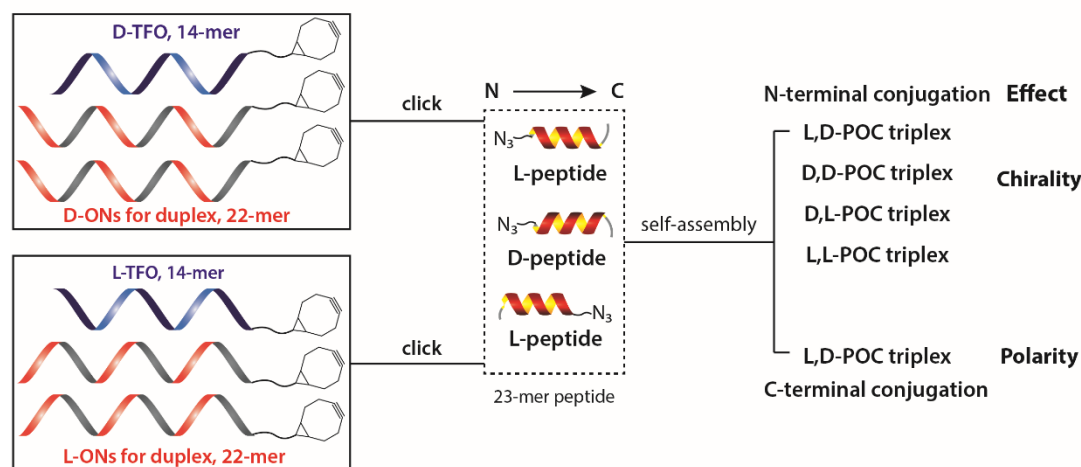 D-TFO, 14-mer
D-ONs for duplex, 22-mer
L-TFO, 14-mer
L-ONs for duplex, 22-mer
click
click
N C
N3
L-peptide
N3
D-peptide
N3
L-peptide
23-mer peptide
self-assembly
N-terminal conjugation Effect
L,D-POC triplex
D,D-POC triplex
Chirality
D,L-POC triplex
L,L-POC triplex
L,D-POC triplex Polarity
C-terminal conjugation